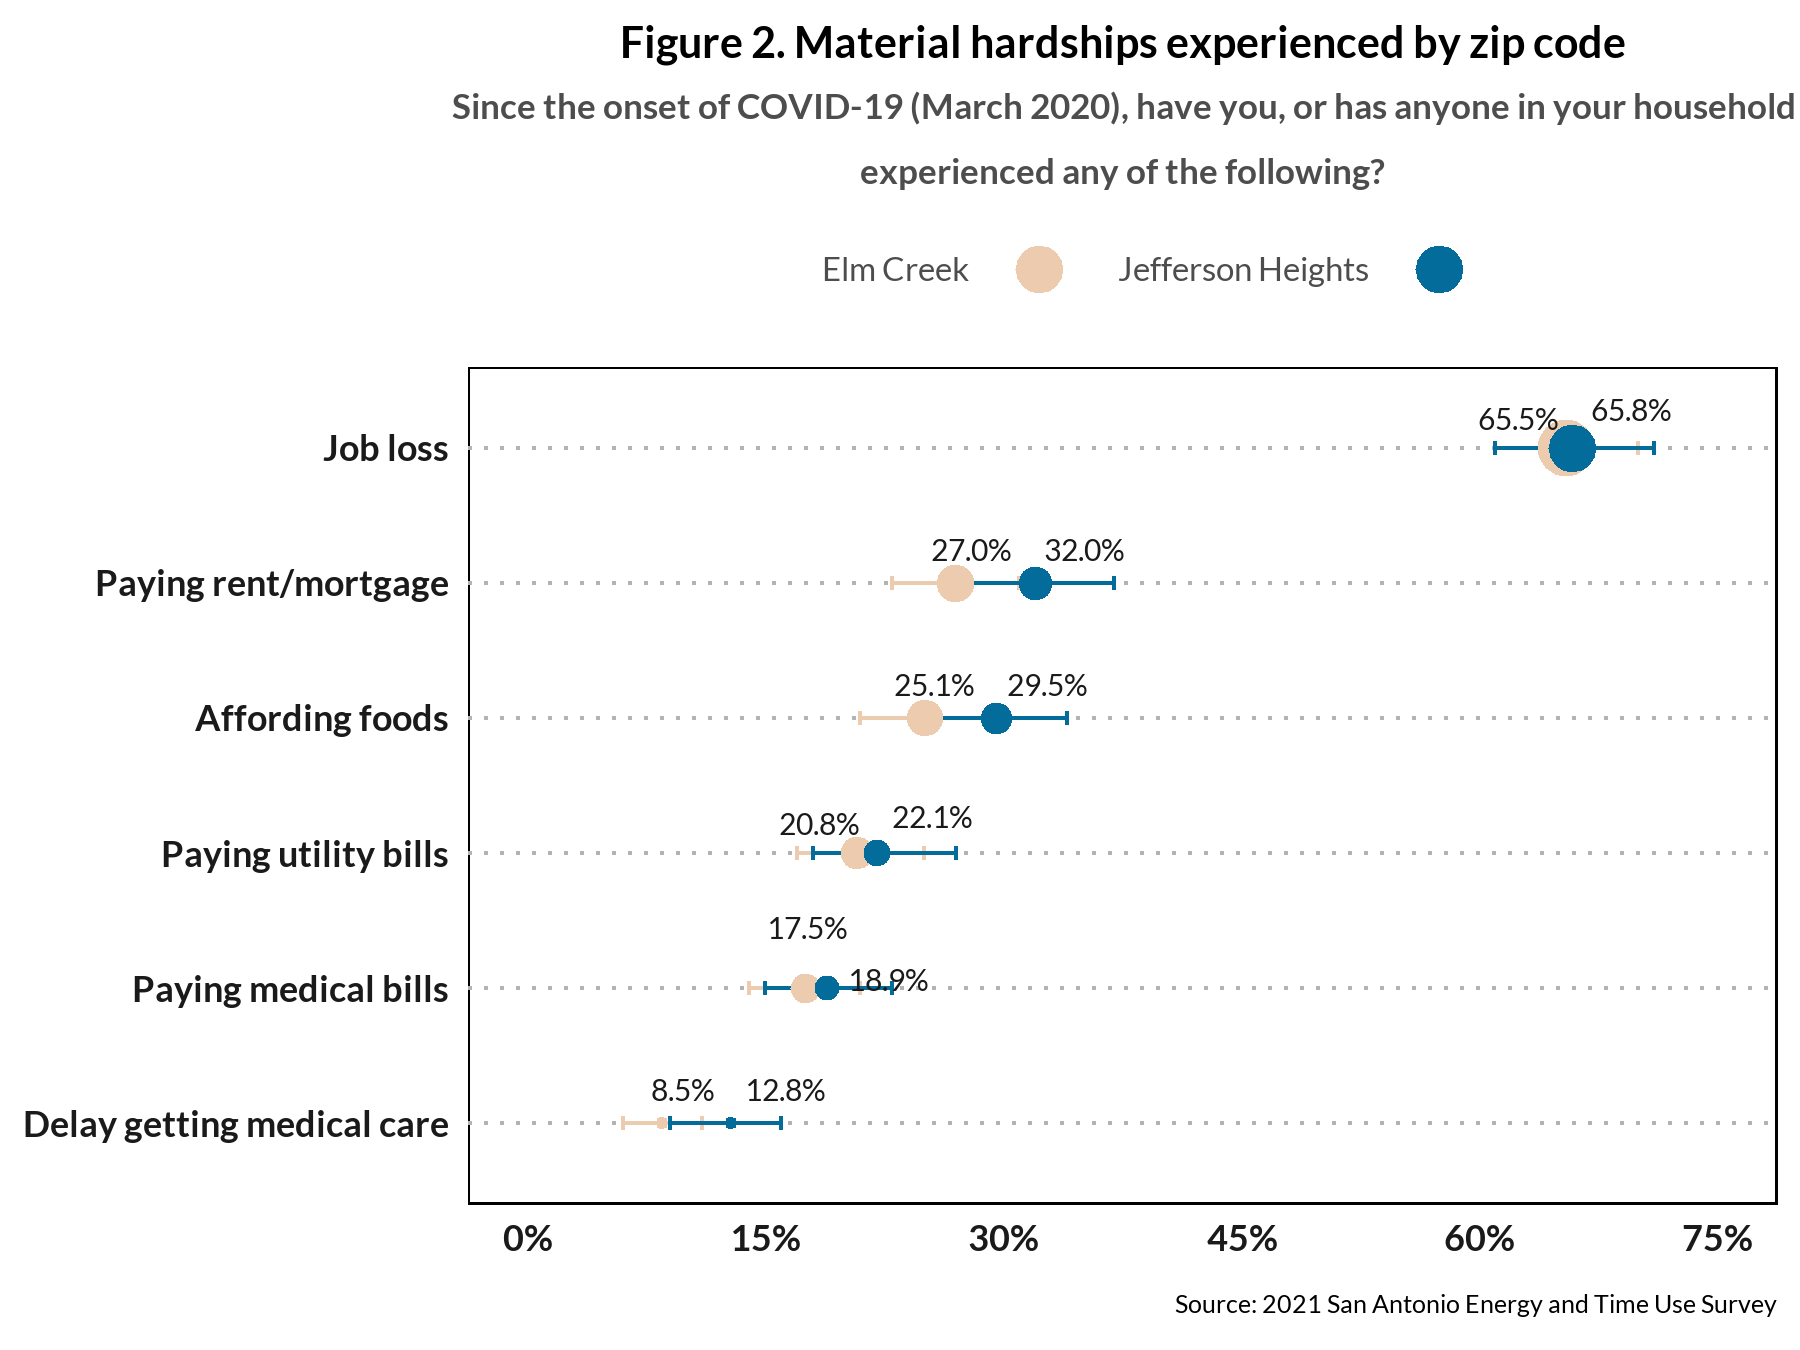 Figure 2. Material hardships experienced by zip code
Since the onset of COVID-19 (March 2020), have you, or has anyone in your household
experienced any of the following?
Elm Creek
Jefferson Heights
Job loss
65.5%
65.8%
Paying rent/mortgage
27.0%
32.0%
Affording foods
25.1%
29.5%
Paying utility bills
20.8%
22.1%
Paying medical bills
17.5%
18.9%
Delay getting medical care
8.5%
12.8%
0%
15%
30%
45%
60%
75%
Source: 2021 San Antonio Energy and Time Use Survey